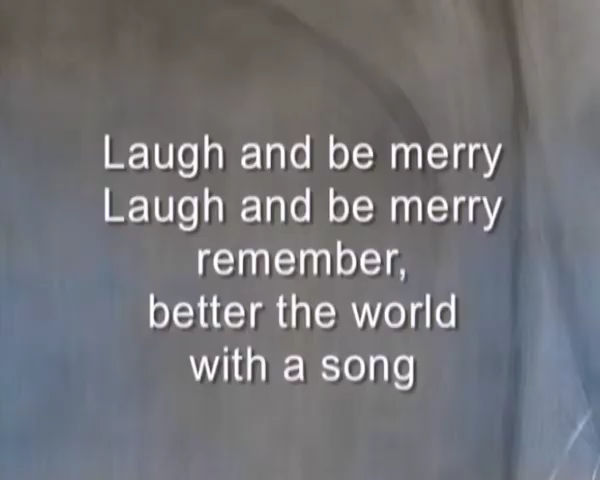 Laugh and be merry
Laugh and be merry
remember,
better the world
with a song